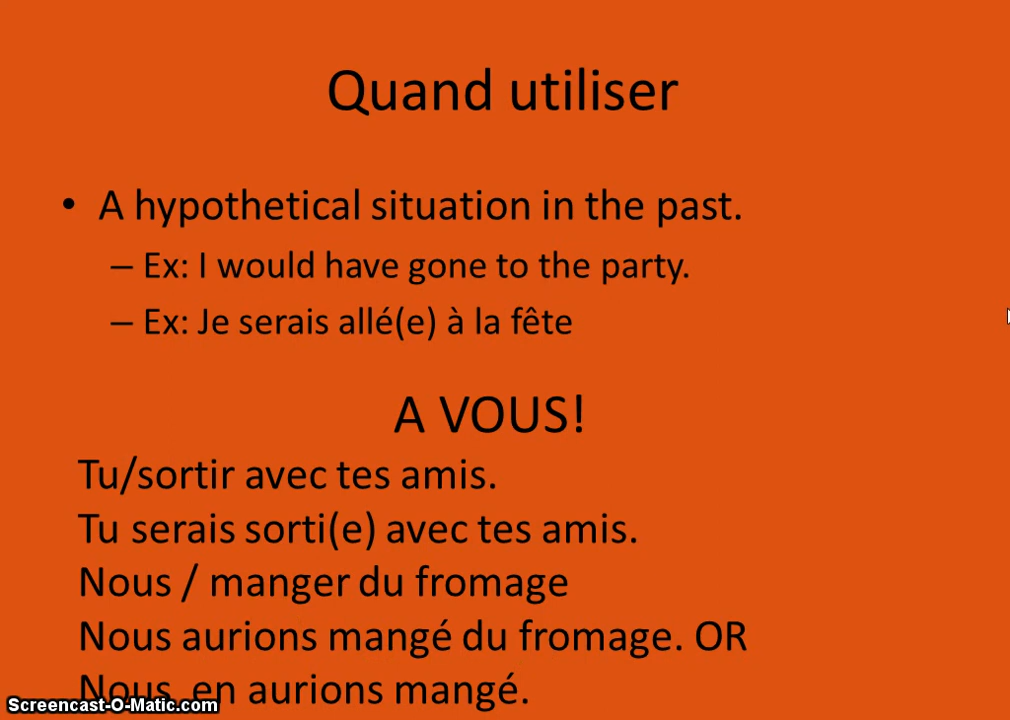 Quand utiliser
• A hypothetical situation in the past.
– Ex: I would have gone to the party.
– Ex: Je serais allé(e) à la fête
A VOUS!
Tu/sortir avec tes amis.
Tu serais sorti(e) avec tes amis.
Nous / manger du fromage
Nous aurions mangé du fromage. OR
Nous en aurions mangé.
Screencast-O-Matic.com